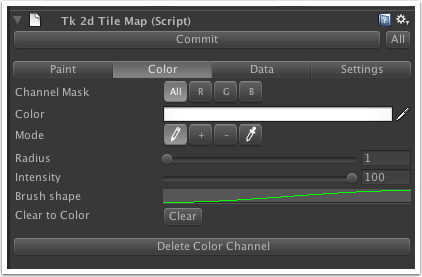 Tk 2d Tile Map (Script)
Commit All
Paint Color Data Settings
Channel Mask All R G B
Color
Mode + -
Radius 1
Intensity 100
Brush shape
Clear to Color Clear
Delete Color Channel